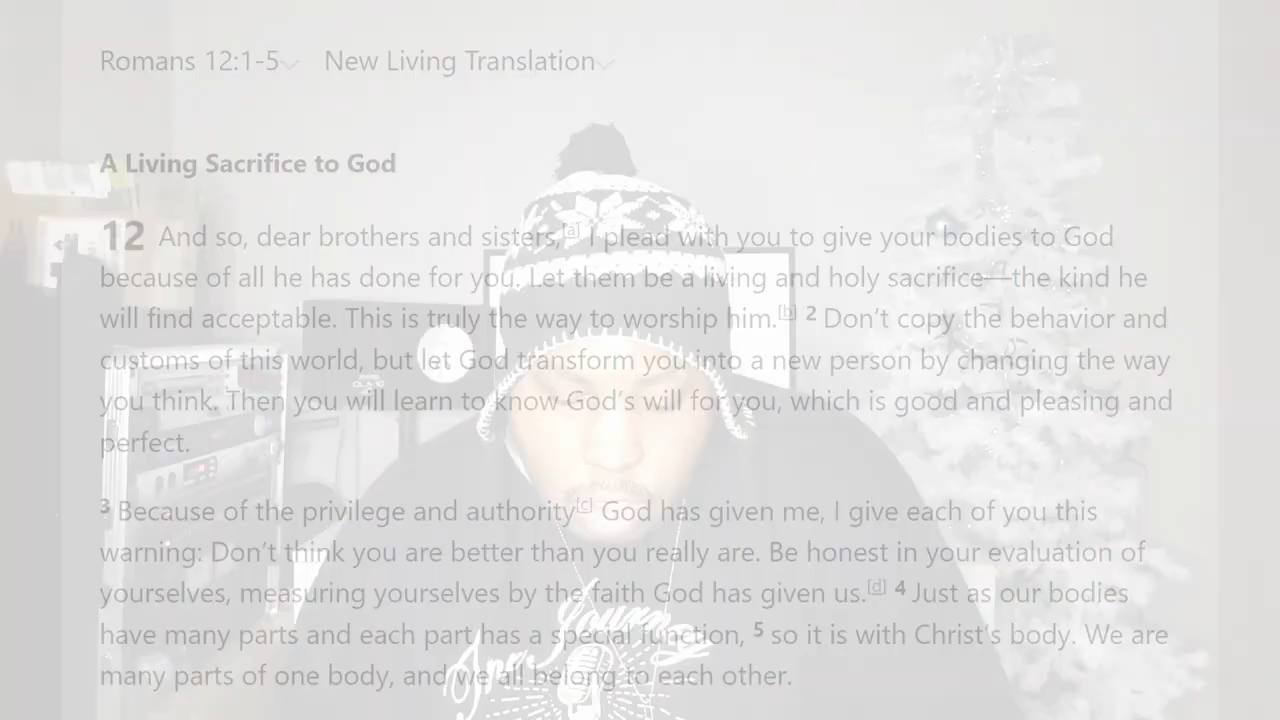 Romans 12:1-5 New Living Translation
A Living Sacrifice to God
12 And so, dear brothers and sisters,[a] I plead with you to give your bodies to God
because of all he has done for you. Let them be a living and holy sacrifice—the kind he
will find acceptable. This is truly the way to worship him.[b] 2 Don’t copy the behavior and
customs of this world, but let God transform you into a new person by changing the way
you think. Then you will learn to know God’s will for you, which is good and pleasing and
perfect.
3 Because of the privilege and authority[c] God has given me, I give each of you this
warning: Don’t think you are better than you really are. Be honest in your evaluation of
yourselves, measuring yourselves by the faith God has given us.[d] 4 Just as our bodies
have many parts and each part has a special function, 5 so it is with Christ’s body. We are
many parts of one body, and we all belong to each other.